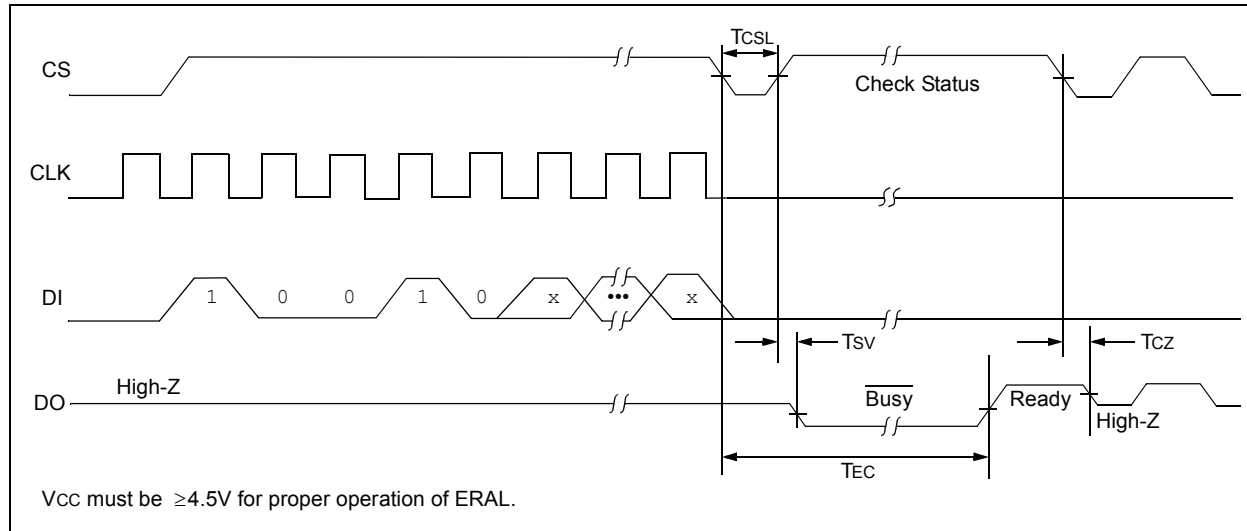 TCSL
CS
Check Status
CLK
DI
1 0 0 1 0 x ••• x
TSV
TCZ
High-Z
DO
Busy
Ready
High-Z
TEC
VCC must be ≥4.5V for proper operation of ERAL.